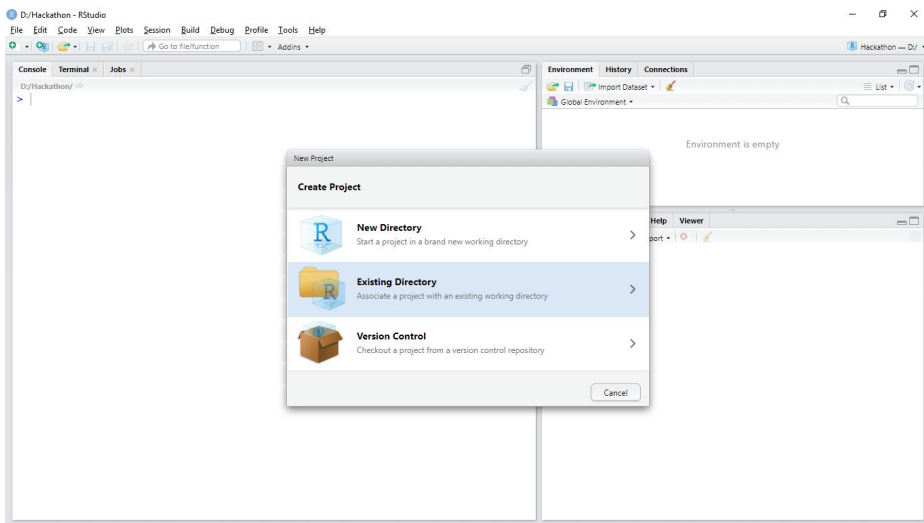 D:/Hackathon - RStudio
File Edit Code View Plots Session Build Debug Profile Tools Help
Go to file/function Addins Hackathon — D:/
Console Terminal Jobs
D:/Hackathon/
>
Environment History Connections
Import Dataset List
Global Environment
Environment is empty
Help Viewer
port
New Project
Create Project
R
New Directory
Start a project in a brand new working directory
R
Existing Directory
Associate a project with an existing working directory
Version Control
Checkout a project from a version control repository
Cancel